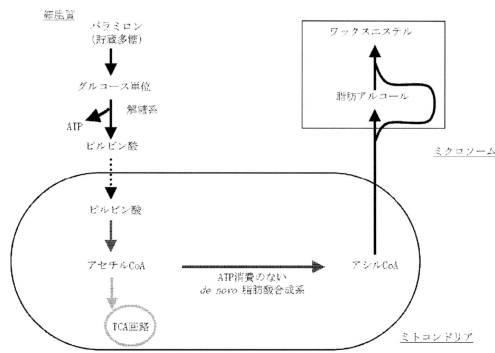 細胞質
パラミロン
(貯蔵多糖)
グルコース単位
解糖系
ATP
ピルビン酸
ピルビン酸
アセチルCoA
TCA回路
ATP消費のない
de novo 脂肪酸合成系
アシルCoA
ワックスエステル
脂肪アルコール
ミクロソーム
ミトコンドリア